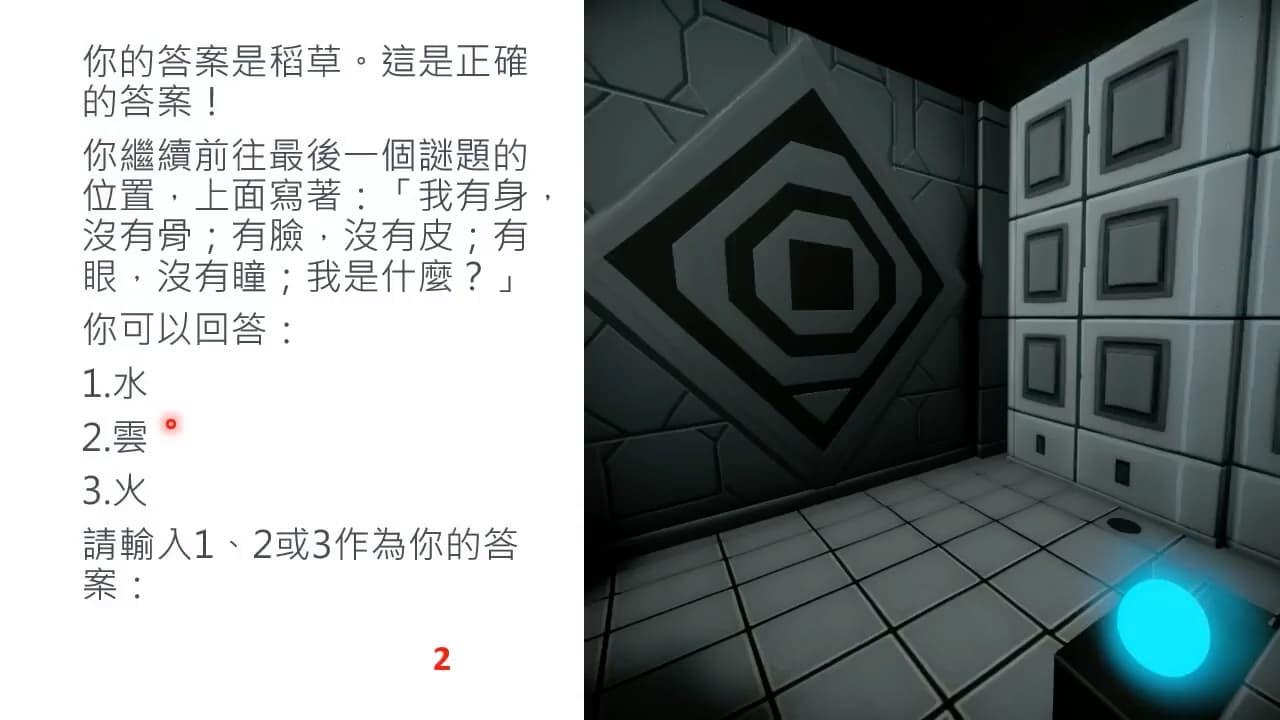 你的答案是稻草。這是正確
的答案！
你繼續前往最後一個謎題的
位置，上面寫著：「我有身，
沒有骨；有臉，沒有皮；有
眼，沒有瞳；我是什麼？」
你可以回答：
1.水
2.雲
3.火
請輸入1、2或3作為你的答
案：
2